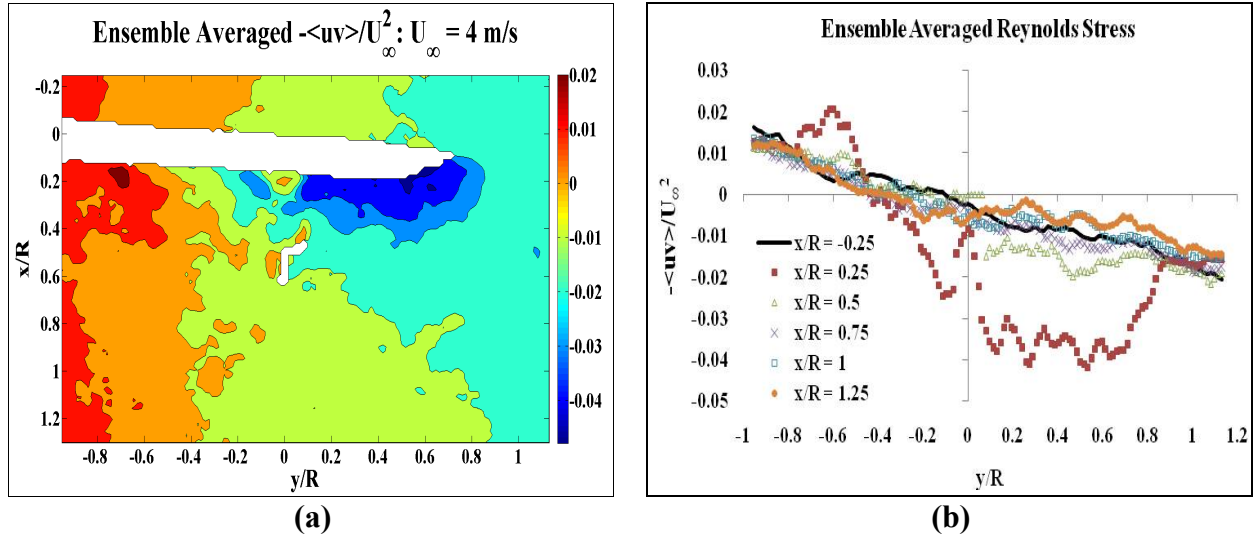 Ensemble Averaged -<uv>/U²∞: U∞ = 4 m/s
-0.2
0
0.2
0.4
0.6
0.8
1
1.2
x/R
-0.8 -0.6 -0.4 -0.2 0 0.2 0.4 0.6 0.8 1
y/R
0.02
0.01
0
-0.01
-0.02
-0.03
-0.04
(a)
Ensemble Averaged Reynolds Stress
0.03
0.02
0.01
0
-0.01
-0.02
-0.03
-0.04
-0.05
-<uv>/U∞²
x/R = -0.25
x/R = 0.25
x/R = 0.5
x/R = 0.75
x/R = 1
x/R = 1.25
-1 -0.8 -0.6 -0.4 -0.2 0 0.2 0.4 0.6 0.8 1 1.2
y/R
(b)